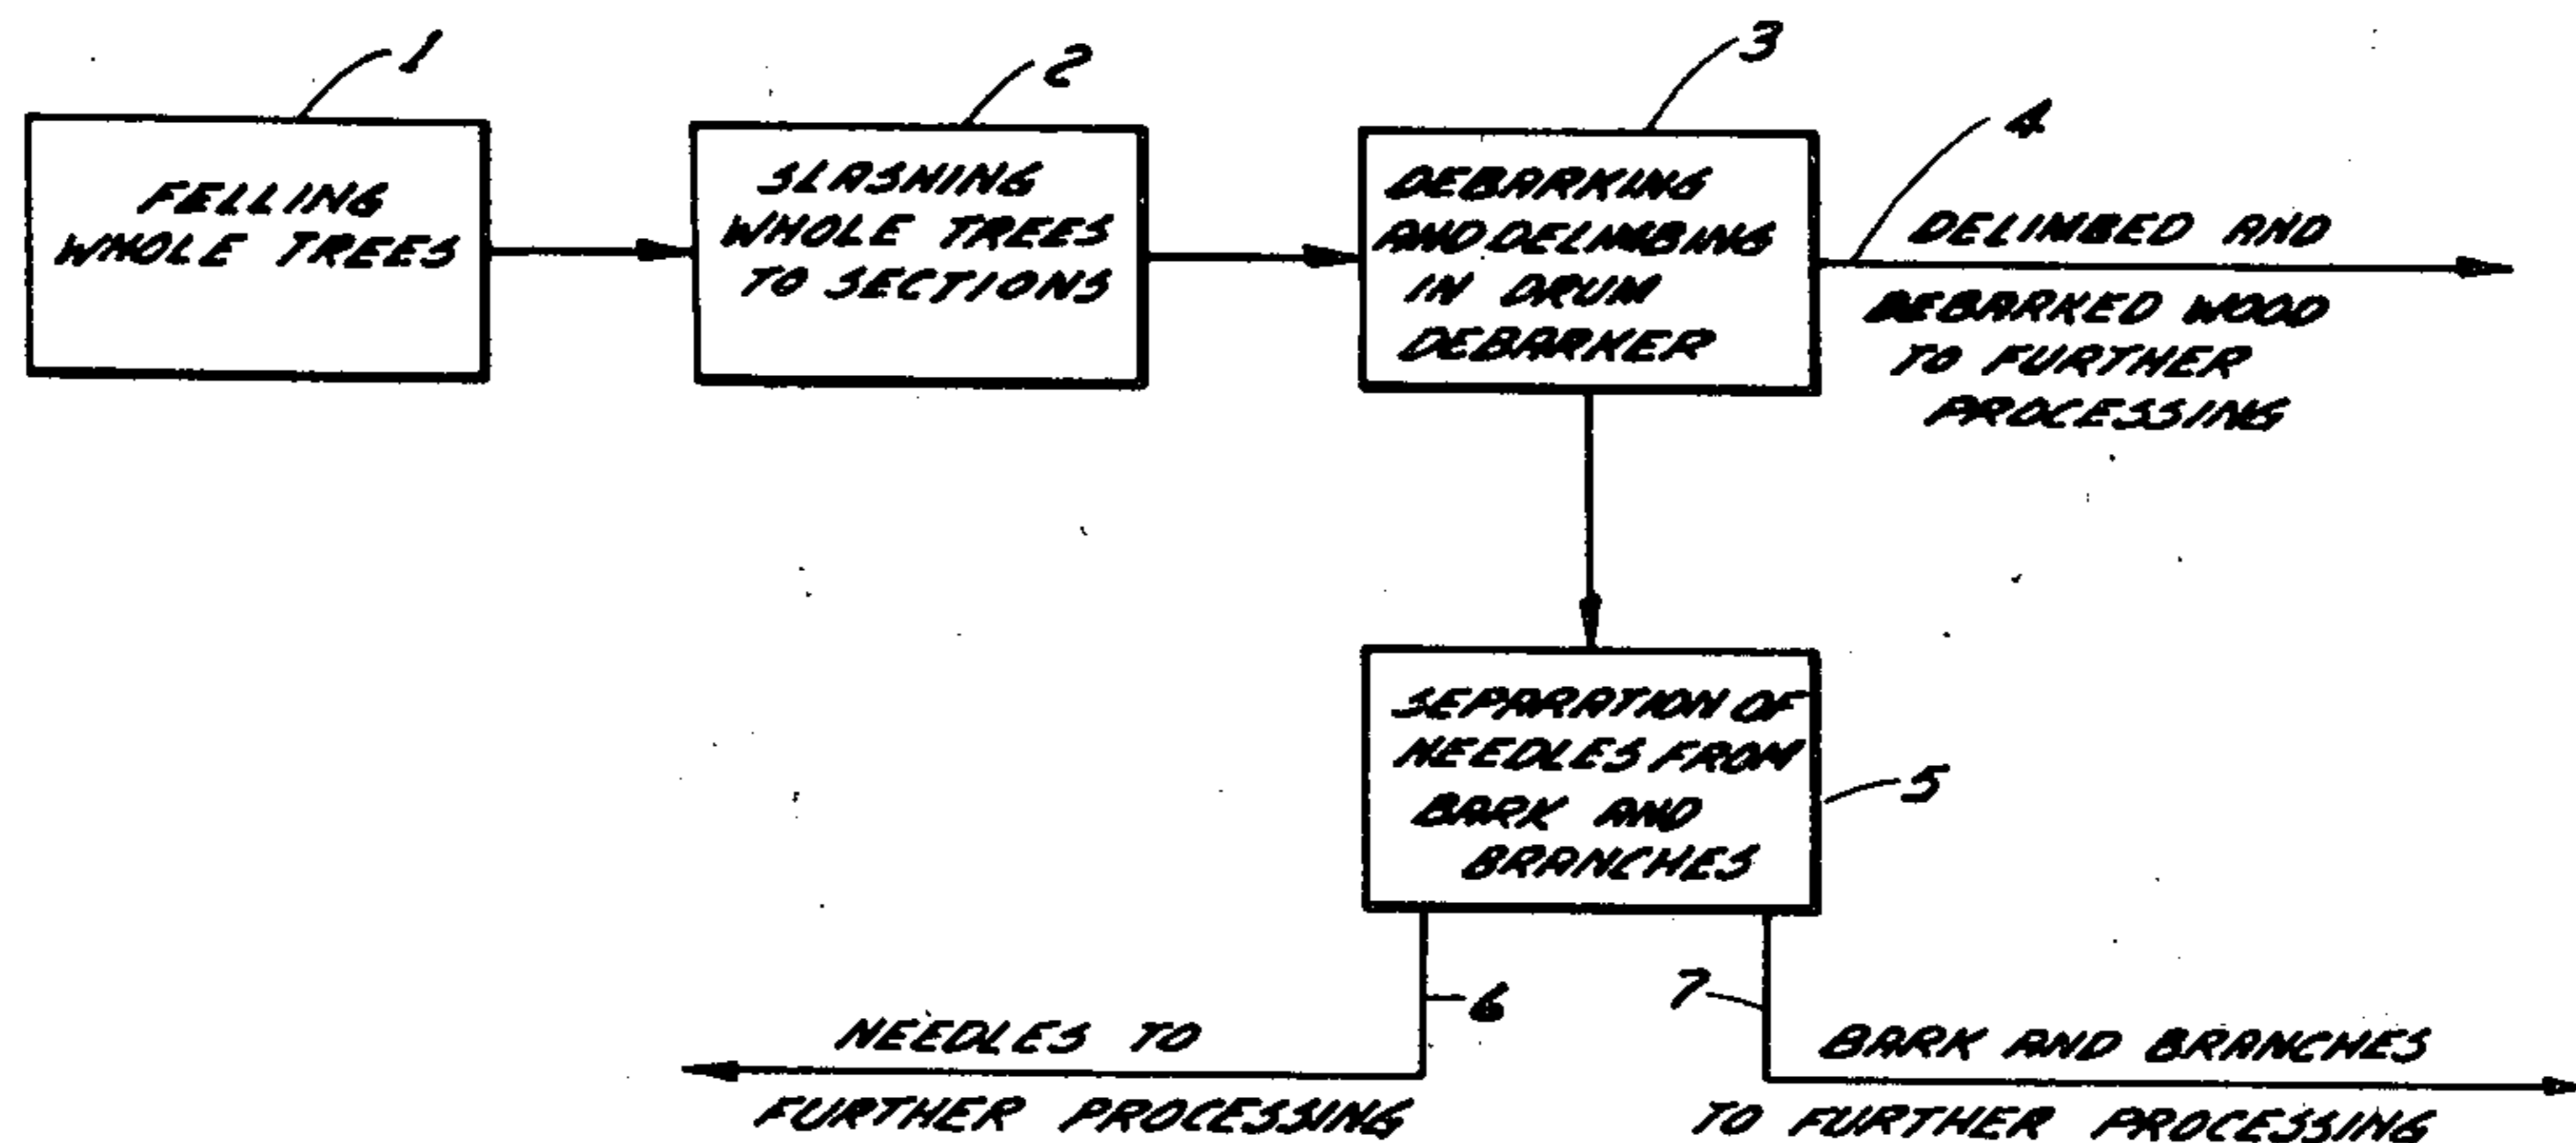 1
FELLING
WHOLE TREES
2
SLASHING
WHOLE TREES
TO SECTIONS
3
DEBARKING
AND DELIMBING
IN DRUM
DEBARKER
4
DELIMBED AND
DEBARKED WOOD
TO FURTHER
PROCESSING
SEPARATION OF
NEEDLES FROM
BARK AND
BRANCHES
5
6
NEEDLES TO
FURTHER PROCESSING
7
BARK AND BRANCHES
TO FURTHER PROCESSING